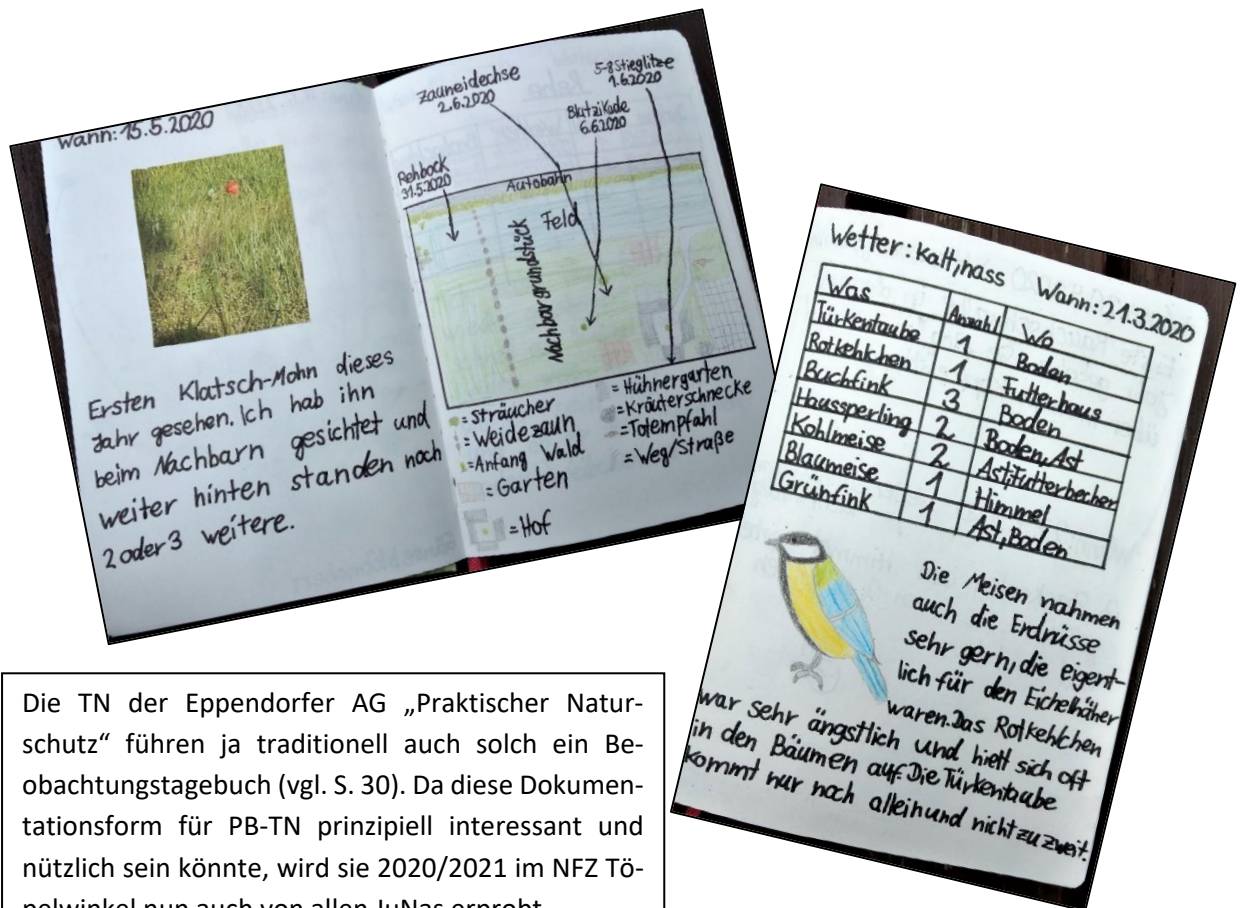 Wann: 15.5.2020
Ersten Klatsch-Mohn dieses
Jahr gesehen. Ich hab ihn
beim Nachbarn gesichtet und
weiter hinten standen noch
2 oder 3 weitere.
Zauneidechse
2.6.2020
5-8 Stieglitze
1.6.2020
Blutzikade
6.6.2020
Rehbock
31.5.2020
Autobahn
Feld
Nachbargrundstück
= Sträucher
= Weidezaun
= Anfang Wald
= Garten
= Hof
= Hühnergarten
= Kräuterschnecke
= Totempfahl
= Weg/Straße
Wetter: kalt, nass Wann: 21.3.2020
Was Anzahl Wo
Türkentaube 1 Boden
Rotkehlchen 1 Futterhaus
Buchfink 3 Boden
Haussperling 2 Boden, Ast
Kohlmeise 2 Ast, Futterbecher
Blaumeise 1 Himmel
Grünfink 1 Ast, Boden
Die Meisen nahmen
auch die Erdnüsse
sehr gern, die eigent-
lich für den Eichelhäher
waren. Das Rotkehlchen
war sehr ängstlich und hielt sich oft
in den Bäumen auf. Die Türkentaube
kommt nur noch allein und nicht zu zweit.
Die TN der Eppendorfer AG „Praktischer Natur-
schutz“ führen ja traditionell auch solch ein Be-
obachtungstagebuch (vgl. S. 30). Da diese Dokumen-
tationsform für PB-TN prinzipiell interessant und
nützlich sein könnte, wird sie 2020/2021 im NFZ Tö-
pelwinkel nun auch von allen JuNas erprobt